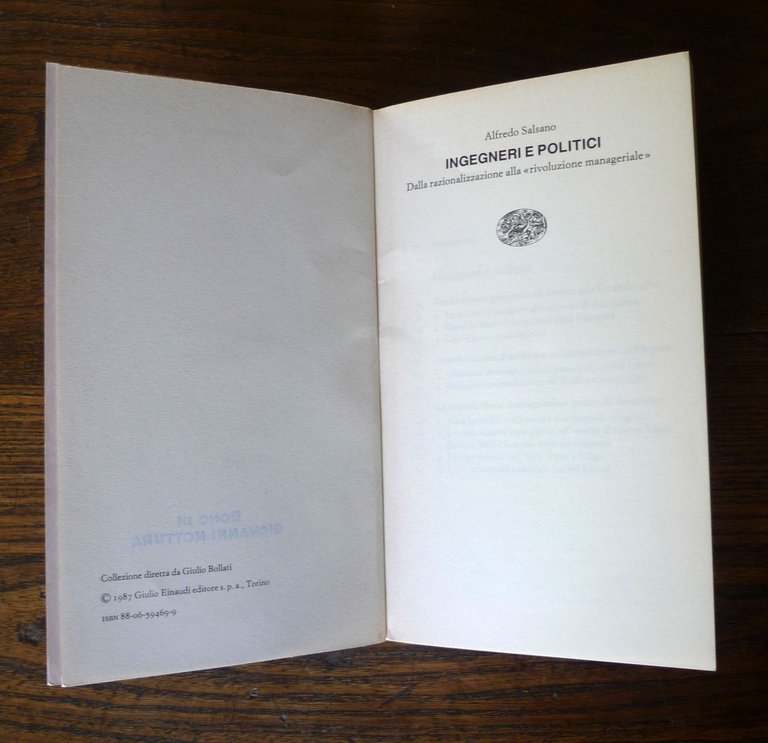 DONO DI
GIOVANNI MOTTURA
Collezione diretta da Giulio Bollati
© 1987 Giulio Einaudi editore s. p. a., Torino
ISBN 88-06-59469-9
Alfredo Salsano
INGEGNERI E POLITICI
Dalla razionalizzazione alla «rivoluzione manageriale»